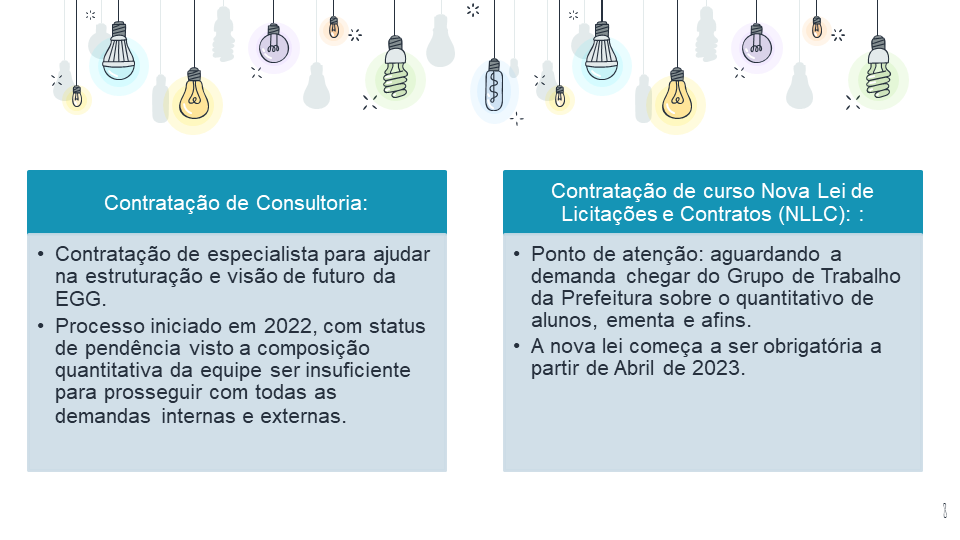 Contratação de Consultoria:
• Contratação de especialista para ajudar
na estruturação e visão de futuro da
EGG.
• Processo iniciado em 2022, com status
de pendência visto a composição
quantitativa da equipe ser insuficiente
para prosseguir com todas as
demandas internas e externas.
Contratação de curso Nova Lei de
Licitações e Contratos (NLLC): :
• Ponto de atenção: aguardando a
demanda chegar do Grupo de Trabalho
da Prefeitura sobre o quantitativo de
alunos, ementa e afins.
• A nova lei começa a ser obrigatória a
partir de Abril de 2023.